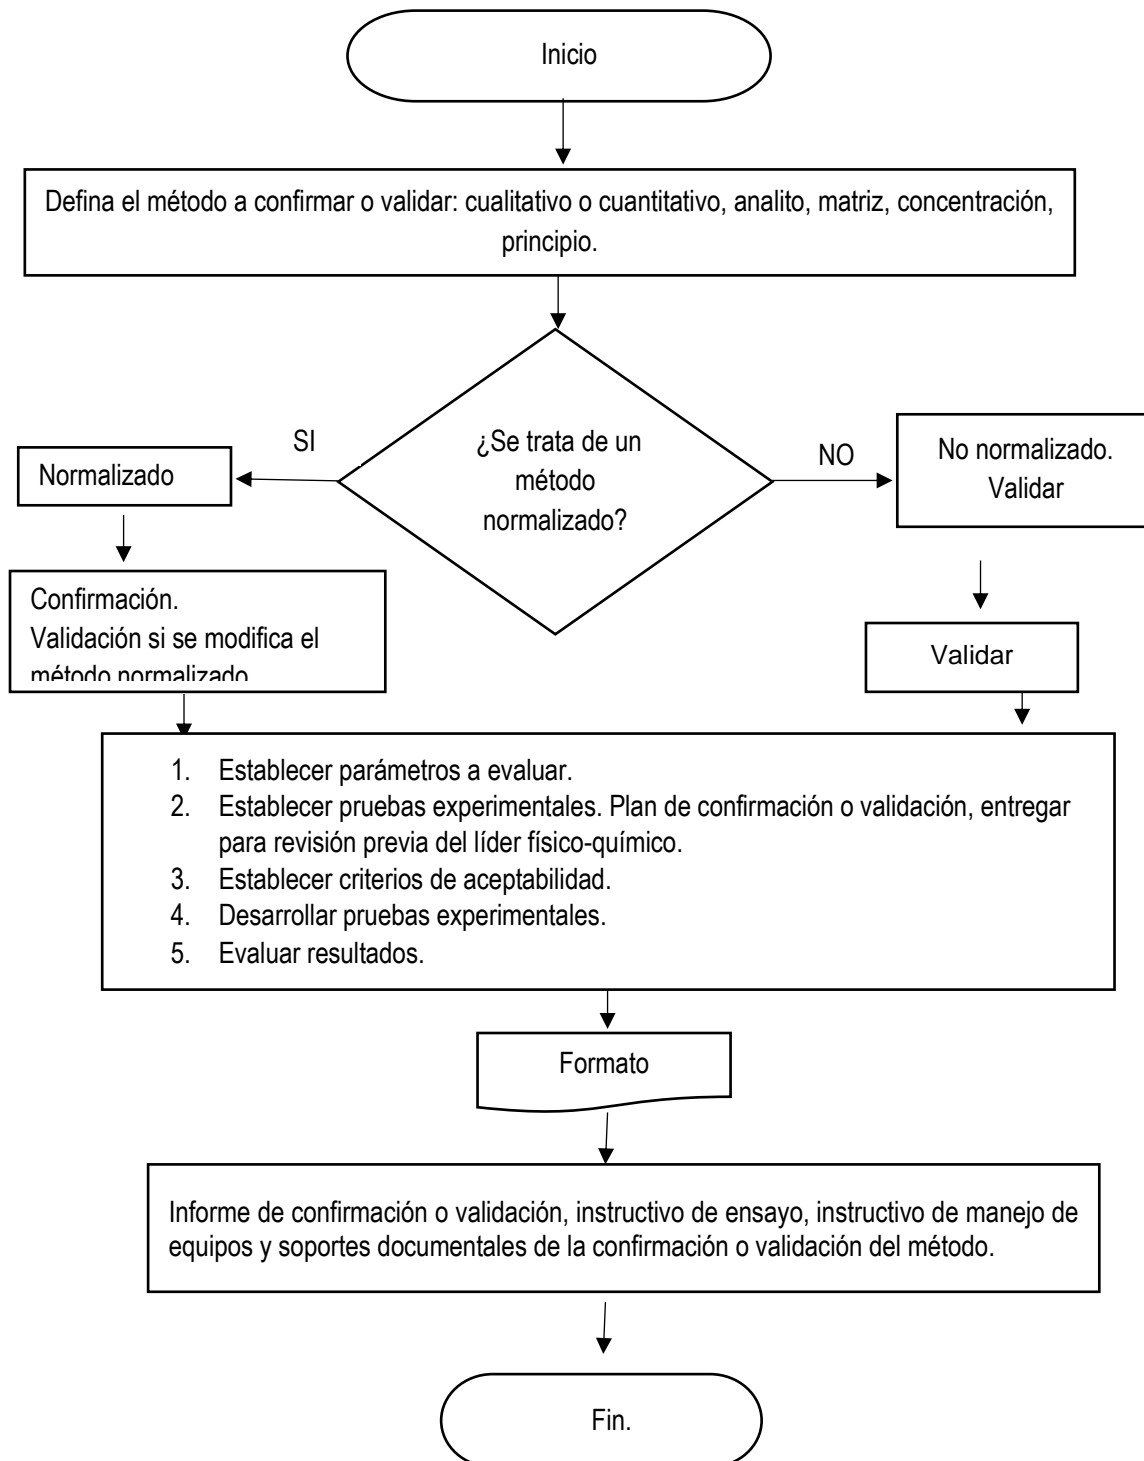 Inicio
Defina el método a confirmar o validar: cualitativo o cuantitativo, analito, matriz, concentración,
principio.
¿Se trata de un
método
normalizado?
SI
NO
Normalizado
No normalizado.
Validar
Confirmación.
Validación si se modifica el
método normalizado
Validar
1. Establecer parámetros a evaluar.
2. Establecer pruebas experimentales. Plan de confirmación o validación, entregar
para revisión previa del líder físico-químico.
3. Establecer criterios de aceptabilidad.
4. Desarrollar pruebas experimentales.
5. Evaluar resultados.
Formato
Informe de confirmación o validación, instructivo de ensayo, instructivo de manejo de
equipos y soportes documentales de la confirmación o validación del método.
Fin.